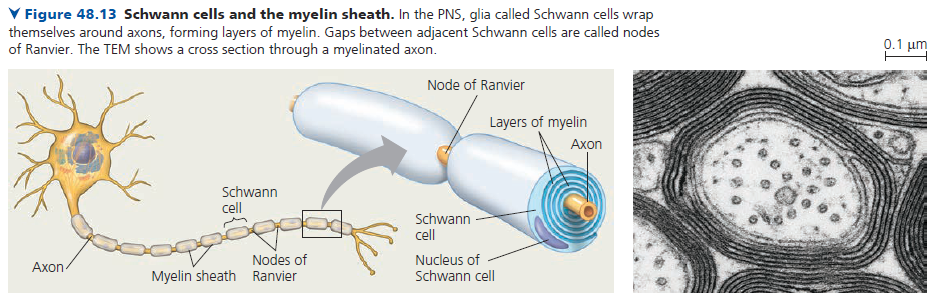 Figure 48.13 Schwann cells and the myelin sheath. In the PNS, glia called Schwann cells wrap
themselves around axons, forming layers of myelin. Gaps between adjacent Schwann cells are called nodes
of Ranvier. The TEM shows a cross section through a myelinated axon.
0.1 μm
Node of Ranvier
Layers of myelin
Axon
Schwann
cell
Schwann
cell
Nucleus of
Schwann cell
Nodes of
Ranvier
Myelin sheath
Axon